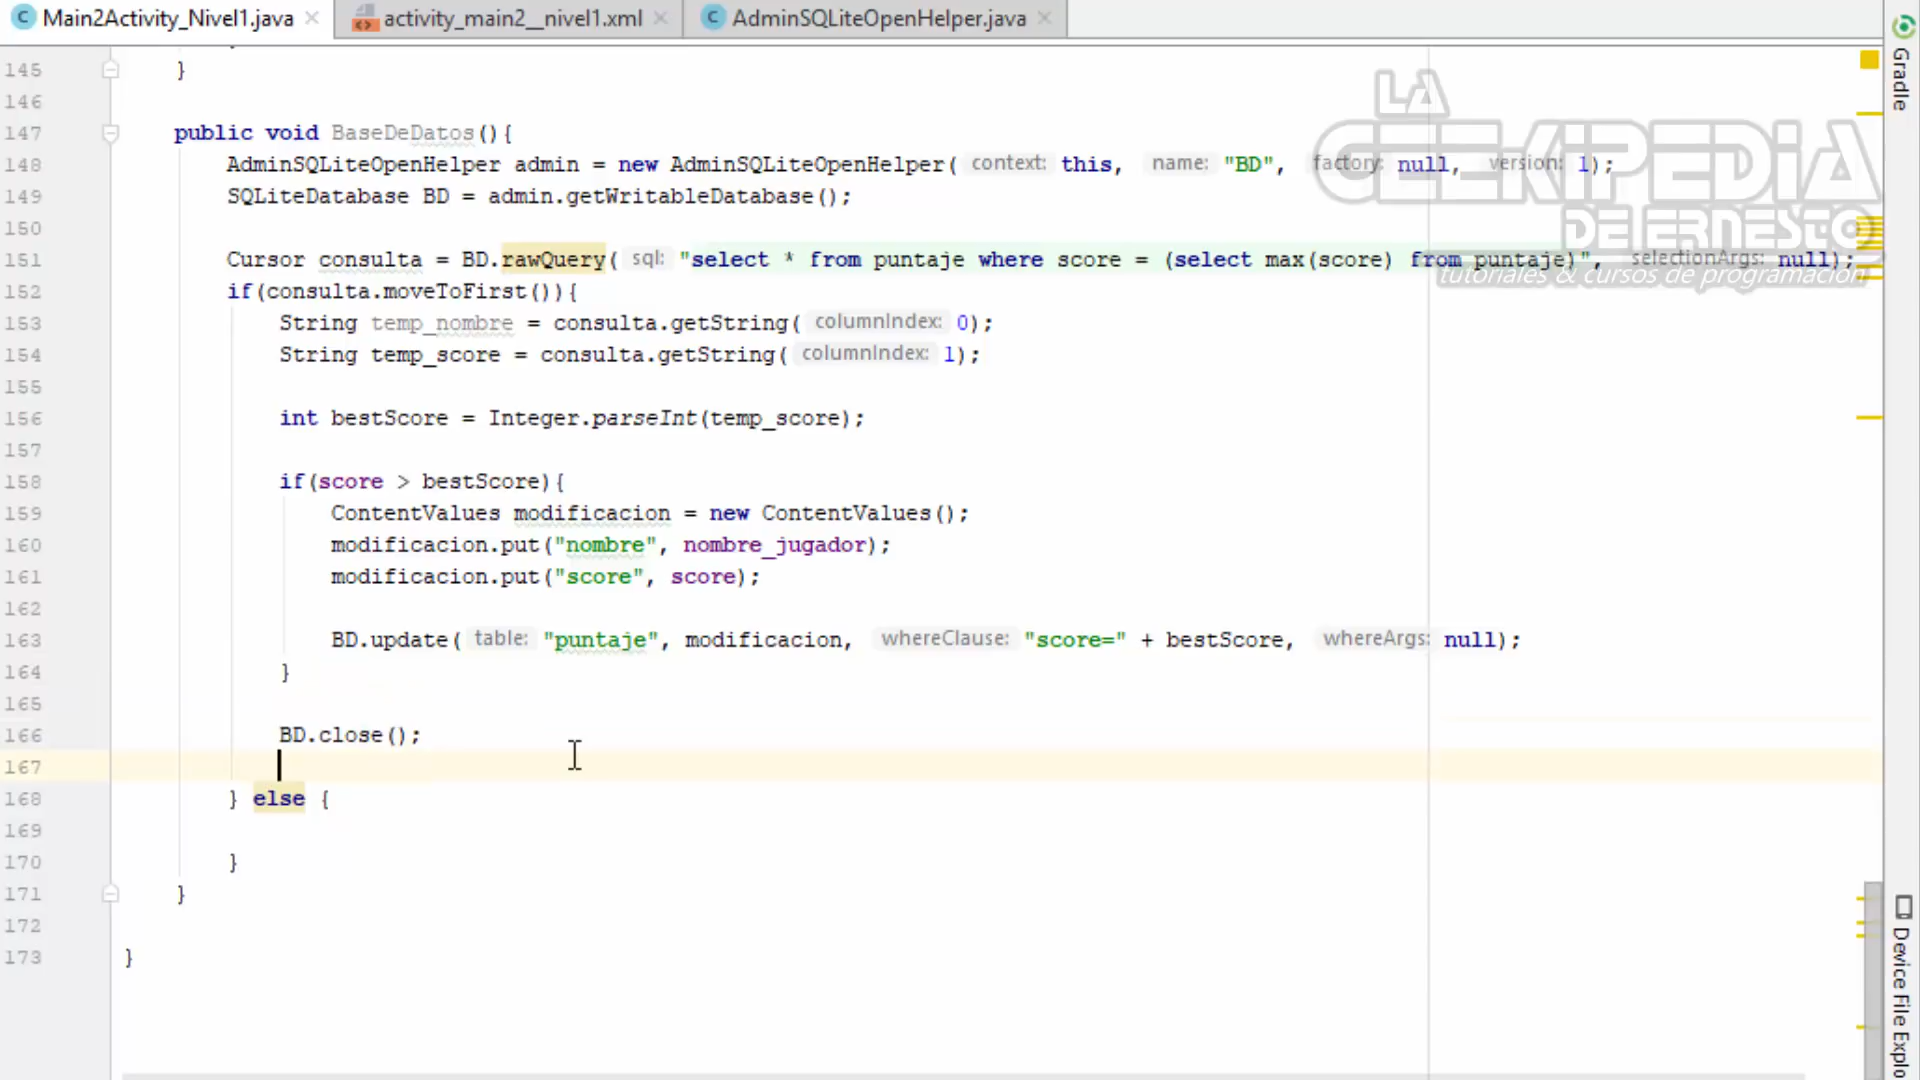 Main2Activity_Nivel1.java
activity_main2__nivel1.xml
AdminSQLiteOpenHelper.java
145 }
146
147 public void BaseDeDatos(){
148 AdminSQLiteOpenHelper admin = new AdminSQLiteOpenHelper( context: this, name: "BD", factory: null, version: 1);
149 SQLiteDatabase BD = admin.getWritableDatabase();
150
151 Cursor consulta = BD.rawQuery( sql: "select * from puntaje where score = (select max(score) from puntaje)", selectionArgs: null);
152 if(consulta.moveToFirst()){
153 String temp_nombre = consulta.getString( columnIndex: 0);
154 String temp_score = consulta.getString( columnIndex: 1);
155
156 int bestScore = Integer.parseInt(temp_score);
157
158 if(score > bestScore){
159 ContentValues modificacion = new ContentValues();
160 modificacion.put("nombre", nombre_jugador);
161 modificacion.put("score", score);
162
163 BD.update( table: "puntaje", modificacion, whereClause: "score=" + bestScore, whereArgs: null);
164 }
165
166 BD.close();
167
168 } else {
169
170 }
171 }
172
173 }
LA
GEEKIPEDIA
DE ERNESTO
tutoriales & cursos de programación
Gradle
Device File Explo